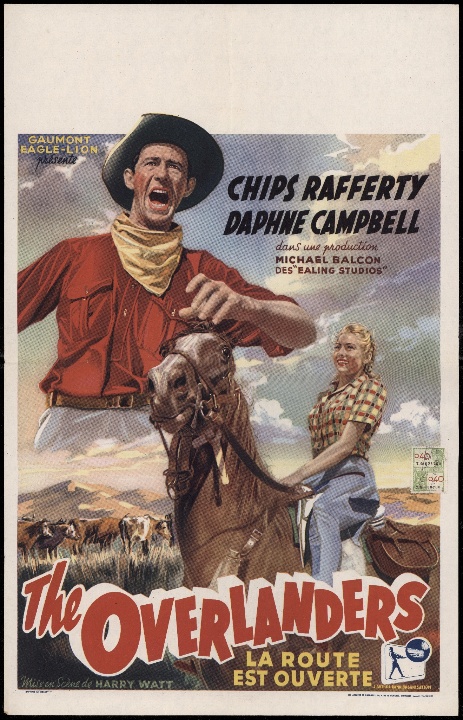 GAUMONT
EAGLE-LION
présente
CHIPS RAFFERTY
DAPHNE CAMPBELL
dans une production
MICHAEL BALCON
DES "EALING STUDIOS"
The OVERLANDERS
LA ROUTE
EST OUVERTE
Mise en Scène de HARRY WATT